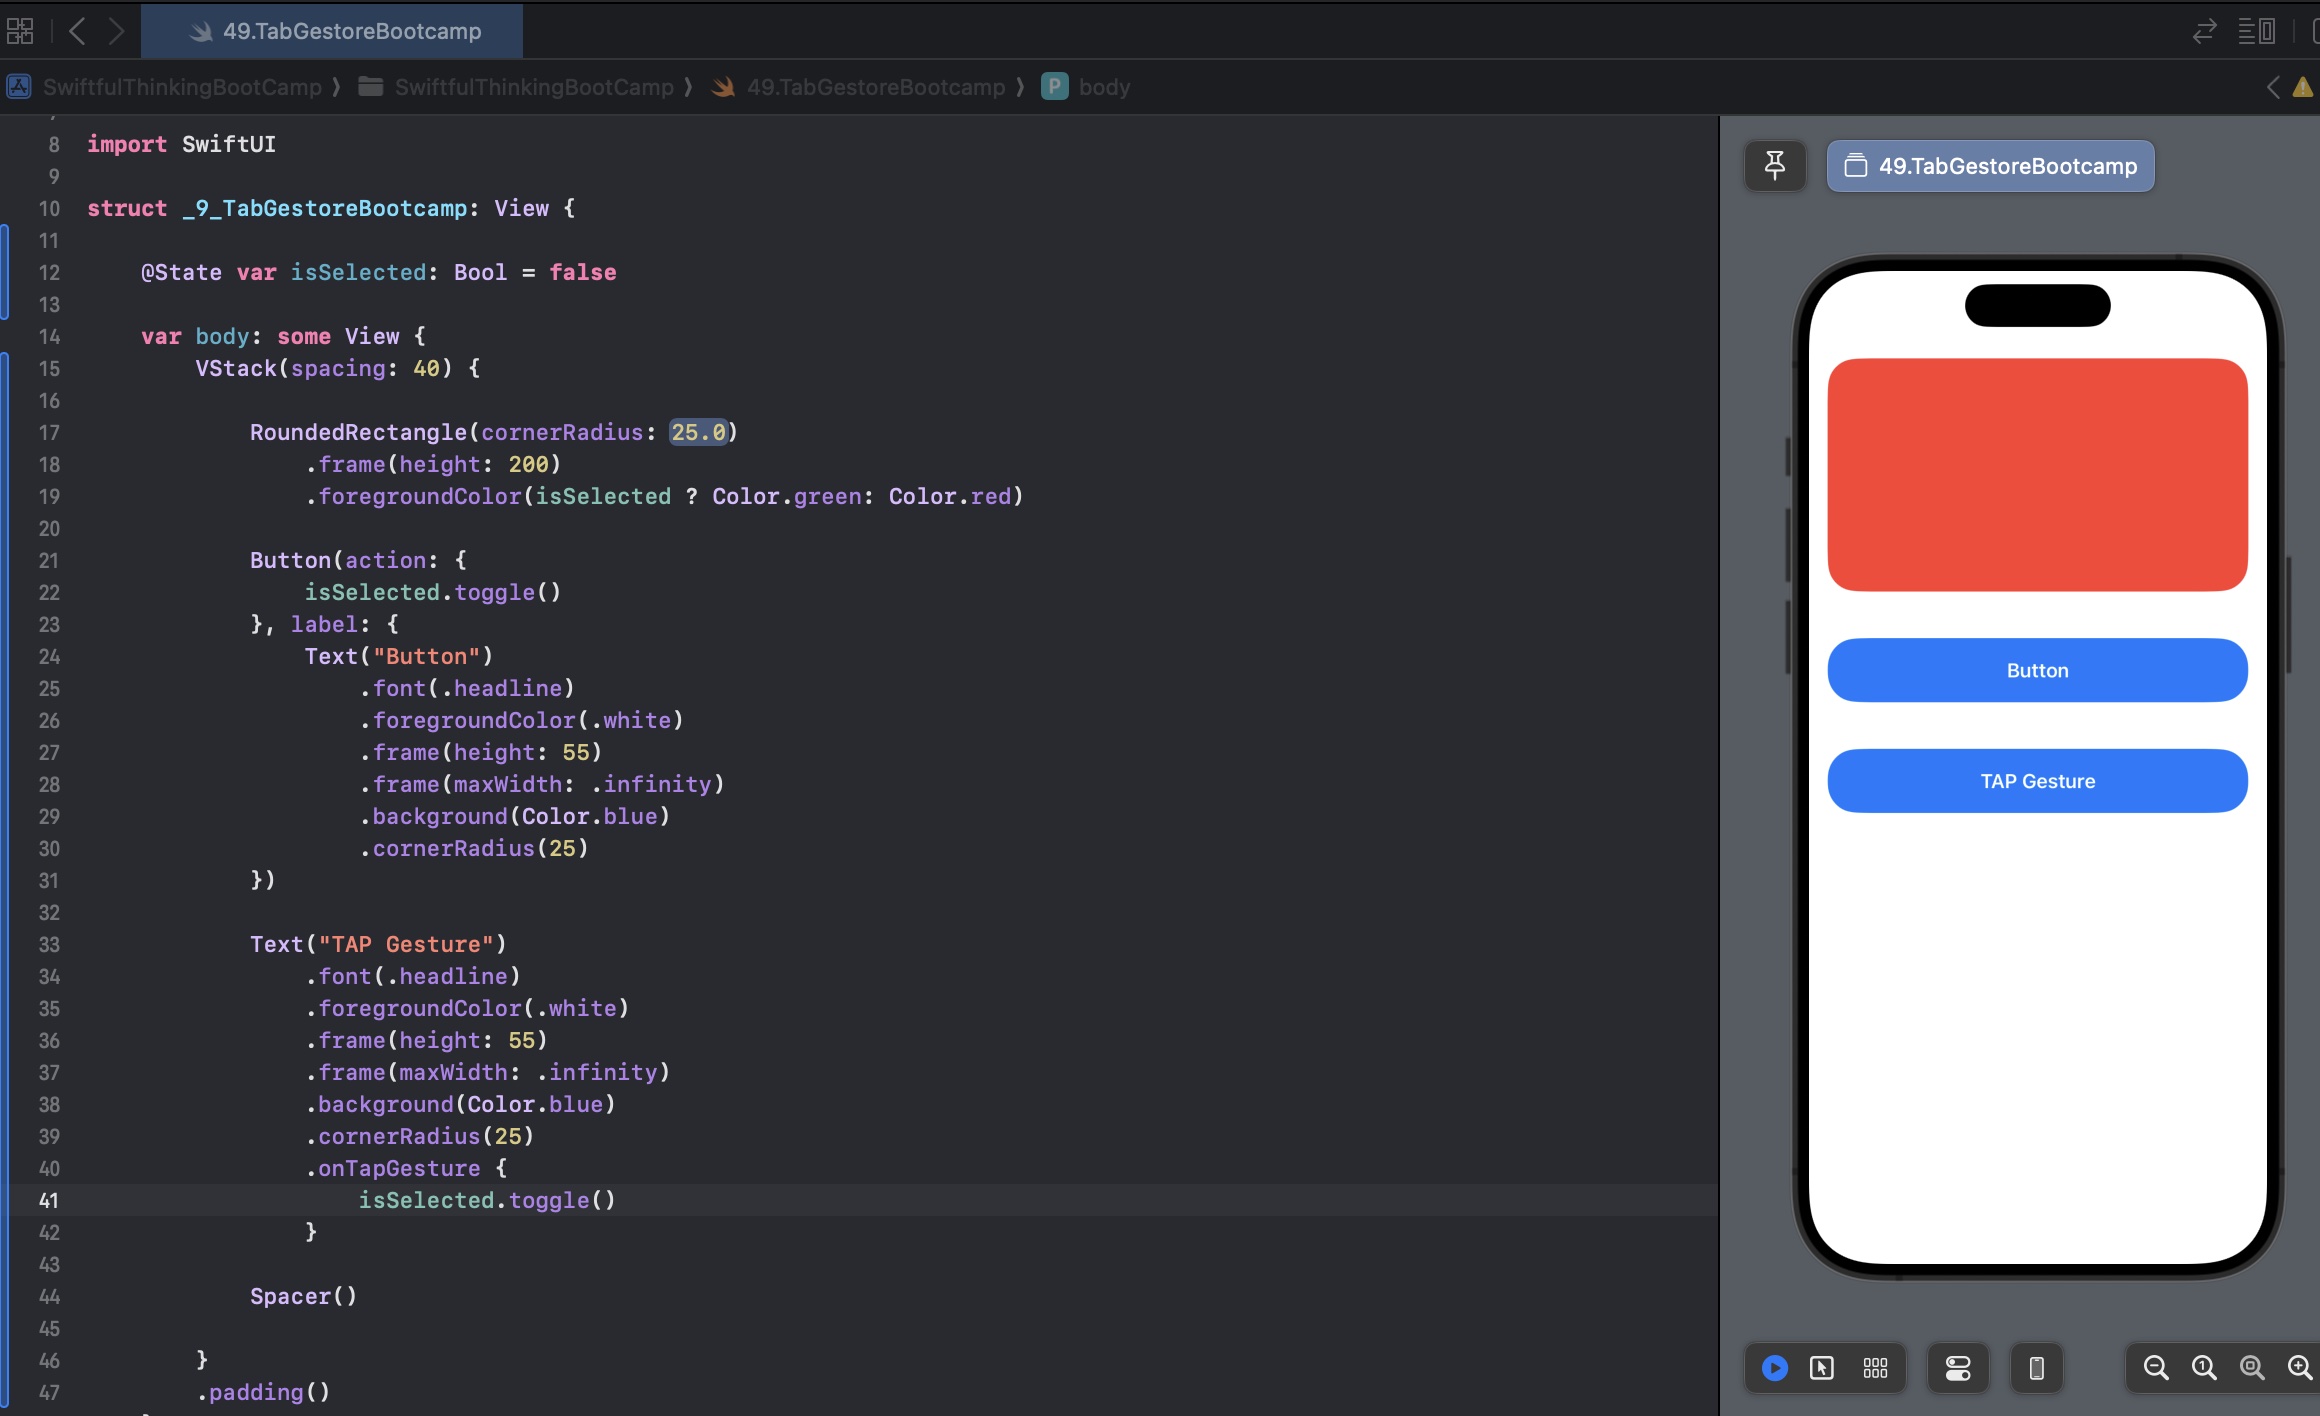 49.TabGestoreBootcamp
SwiftfulThinkingBootCamp ⟩ SwiftfulThinkingBootCamp ⟩ 49.TabGestoreBootcamp ⟩ P body
8 import SwiftUI
9
10 struct _9_TabGestoreBootcamp: View {
11
12     @State var isSelected: Bool = false
13
14     var body: some View {
15         VStack(spacing: 40) {
16
17             RoundedRectangle(cornerRadius: 25.0)
18                 .frame(height: 200)
19                 .foregroundColor(isSelected ? Color.green: Color.red)
20
21             Button(action: {
22                 isSelected.toggle()
23             }, label: {
24                 Text("Button")
25                     .font(.headline)
26                     .foregroundColor(.white)
27                     .frame(height: 55)
28                     .frame(maxWidth: .infinity)
29                     .background(Color.blue)
30                     .cornerRadius(25)
31             })
32
33             Text("TAP Gesture")
34                 .font(.headline)
35                 .foregroundColor(.white)
36                 .frame(height: 55)
37                 .frame(maxWidth: .infinity)
38                 .background(Color.blue)
39                 .cornerRadius(25)
40                 .onTapGesture {
41                     isSelected.toggle()
42                 }
43
44             Spacer()
45
46         }
47         .padding()
49.TabGestoreBootcamp
Button
TAP Gesture